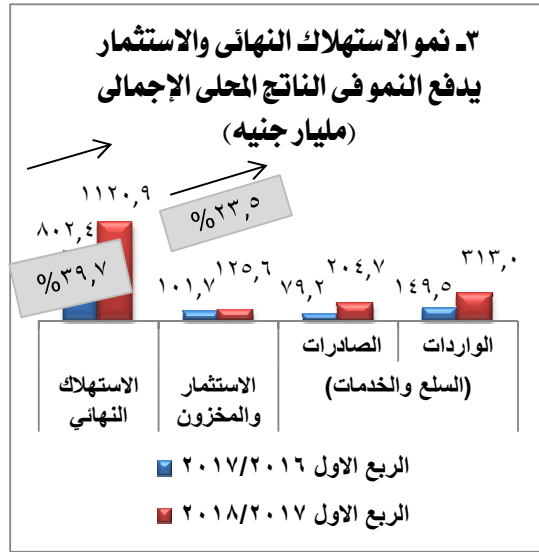 ٣ـ نمو الاستهلاك النهائى والاستثمار
يدفع النمو فى الناتج المحلى الإجمالى
(مليار جنيه)
١١٢٠,٩
٨٠٢,٤
%٢٣,٥
%٣٩,٧
١٠١,٧
١٢٥,٦
٧٩,٢
٢٠٤,٧
١٤٩,٥
٣١٣,٠
الصادرات
الواردات
الاستهلاك
النهائي
الاستثمار
والمخزون
(السلع والخدمات)
الربع الاول ٢٠١٧/٢٠١٦
الربع الاول ٢٠١٨/٢٠١٧